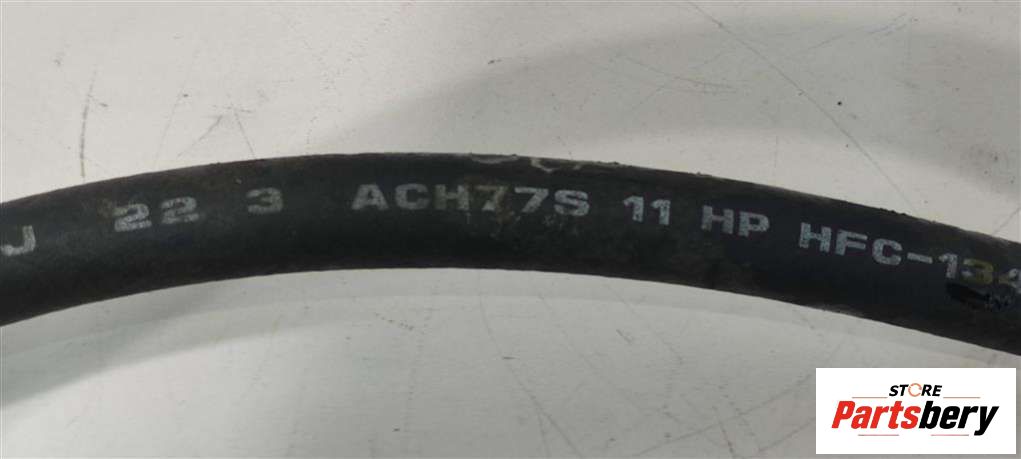 J 22 3 ACH77S 11 HP HFC-134
STORE
Partsbery